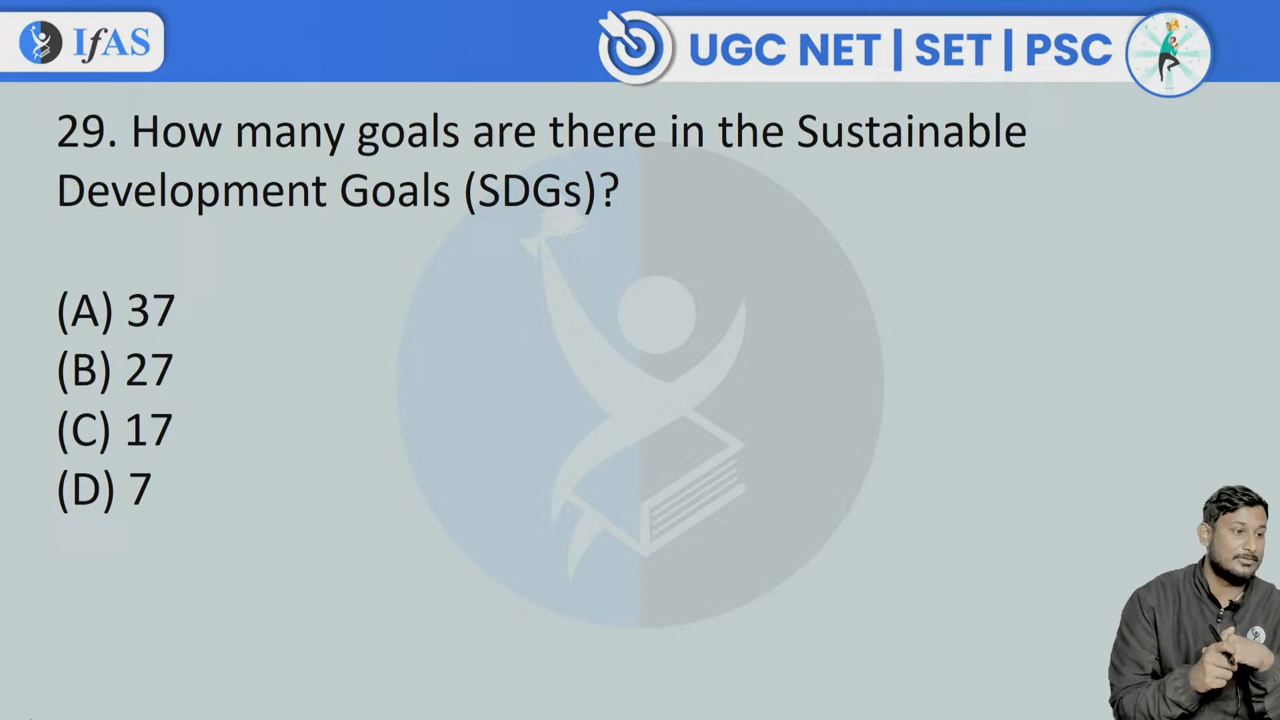 IfAS
UGC NET | SET | PSC
29. How many goals are there in the Sustainable
Development Goals (SDGs)?
(A) 37
(B) 27
(C) 17
(D) 7